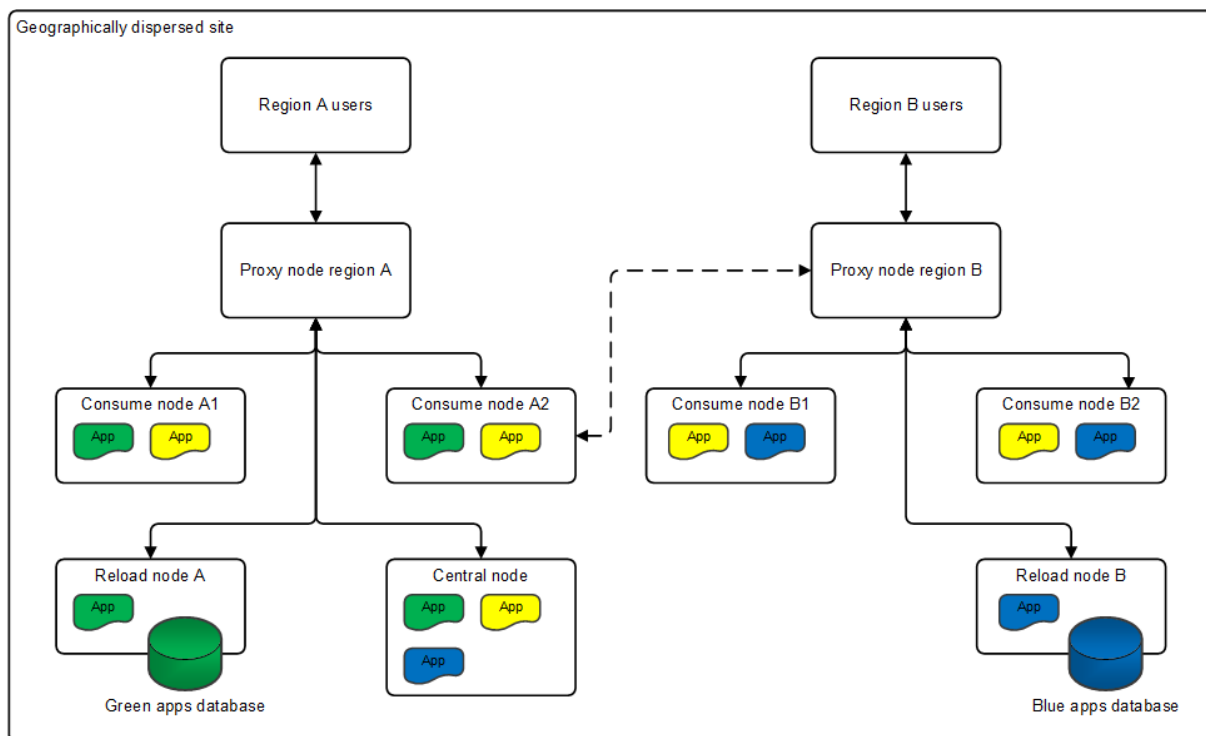 Geographically dispersed site
Region A users
Region B users
Proxy node region A
Proxy node region B
Consume node A1
App
App
Consume node A2
App
App
Consume node B1
App
App
Consume node B2
App
App
Reload node A
App
Green apps database
Central node
App
App
App
Reload node B
App
Blue apps database